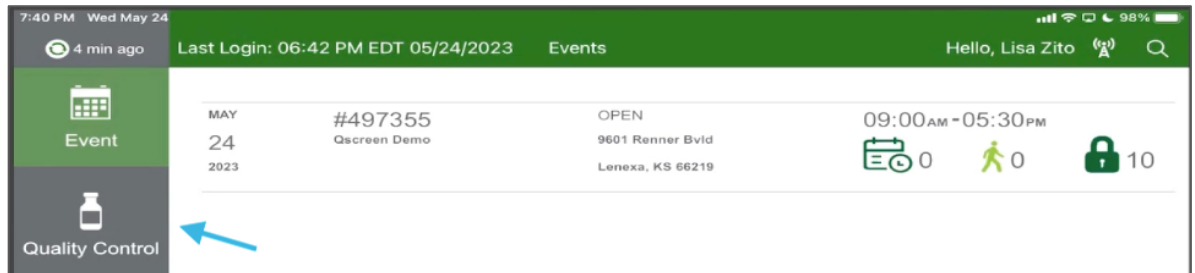 7:40 PM Wed May 24 98%
4 min ago Last Login: 06:42 PM EDT 05/24/2023 Events Hello, Lisa Zito
Event
MAY
24
2023
#497355
Qscreen Demo
OPEN
9601 Renner Bvld
Lenexa, KS 66219
09:00AM-05:30PM
0 0 10
Quality Control